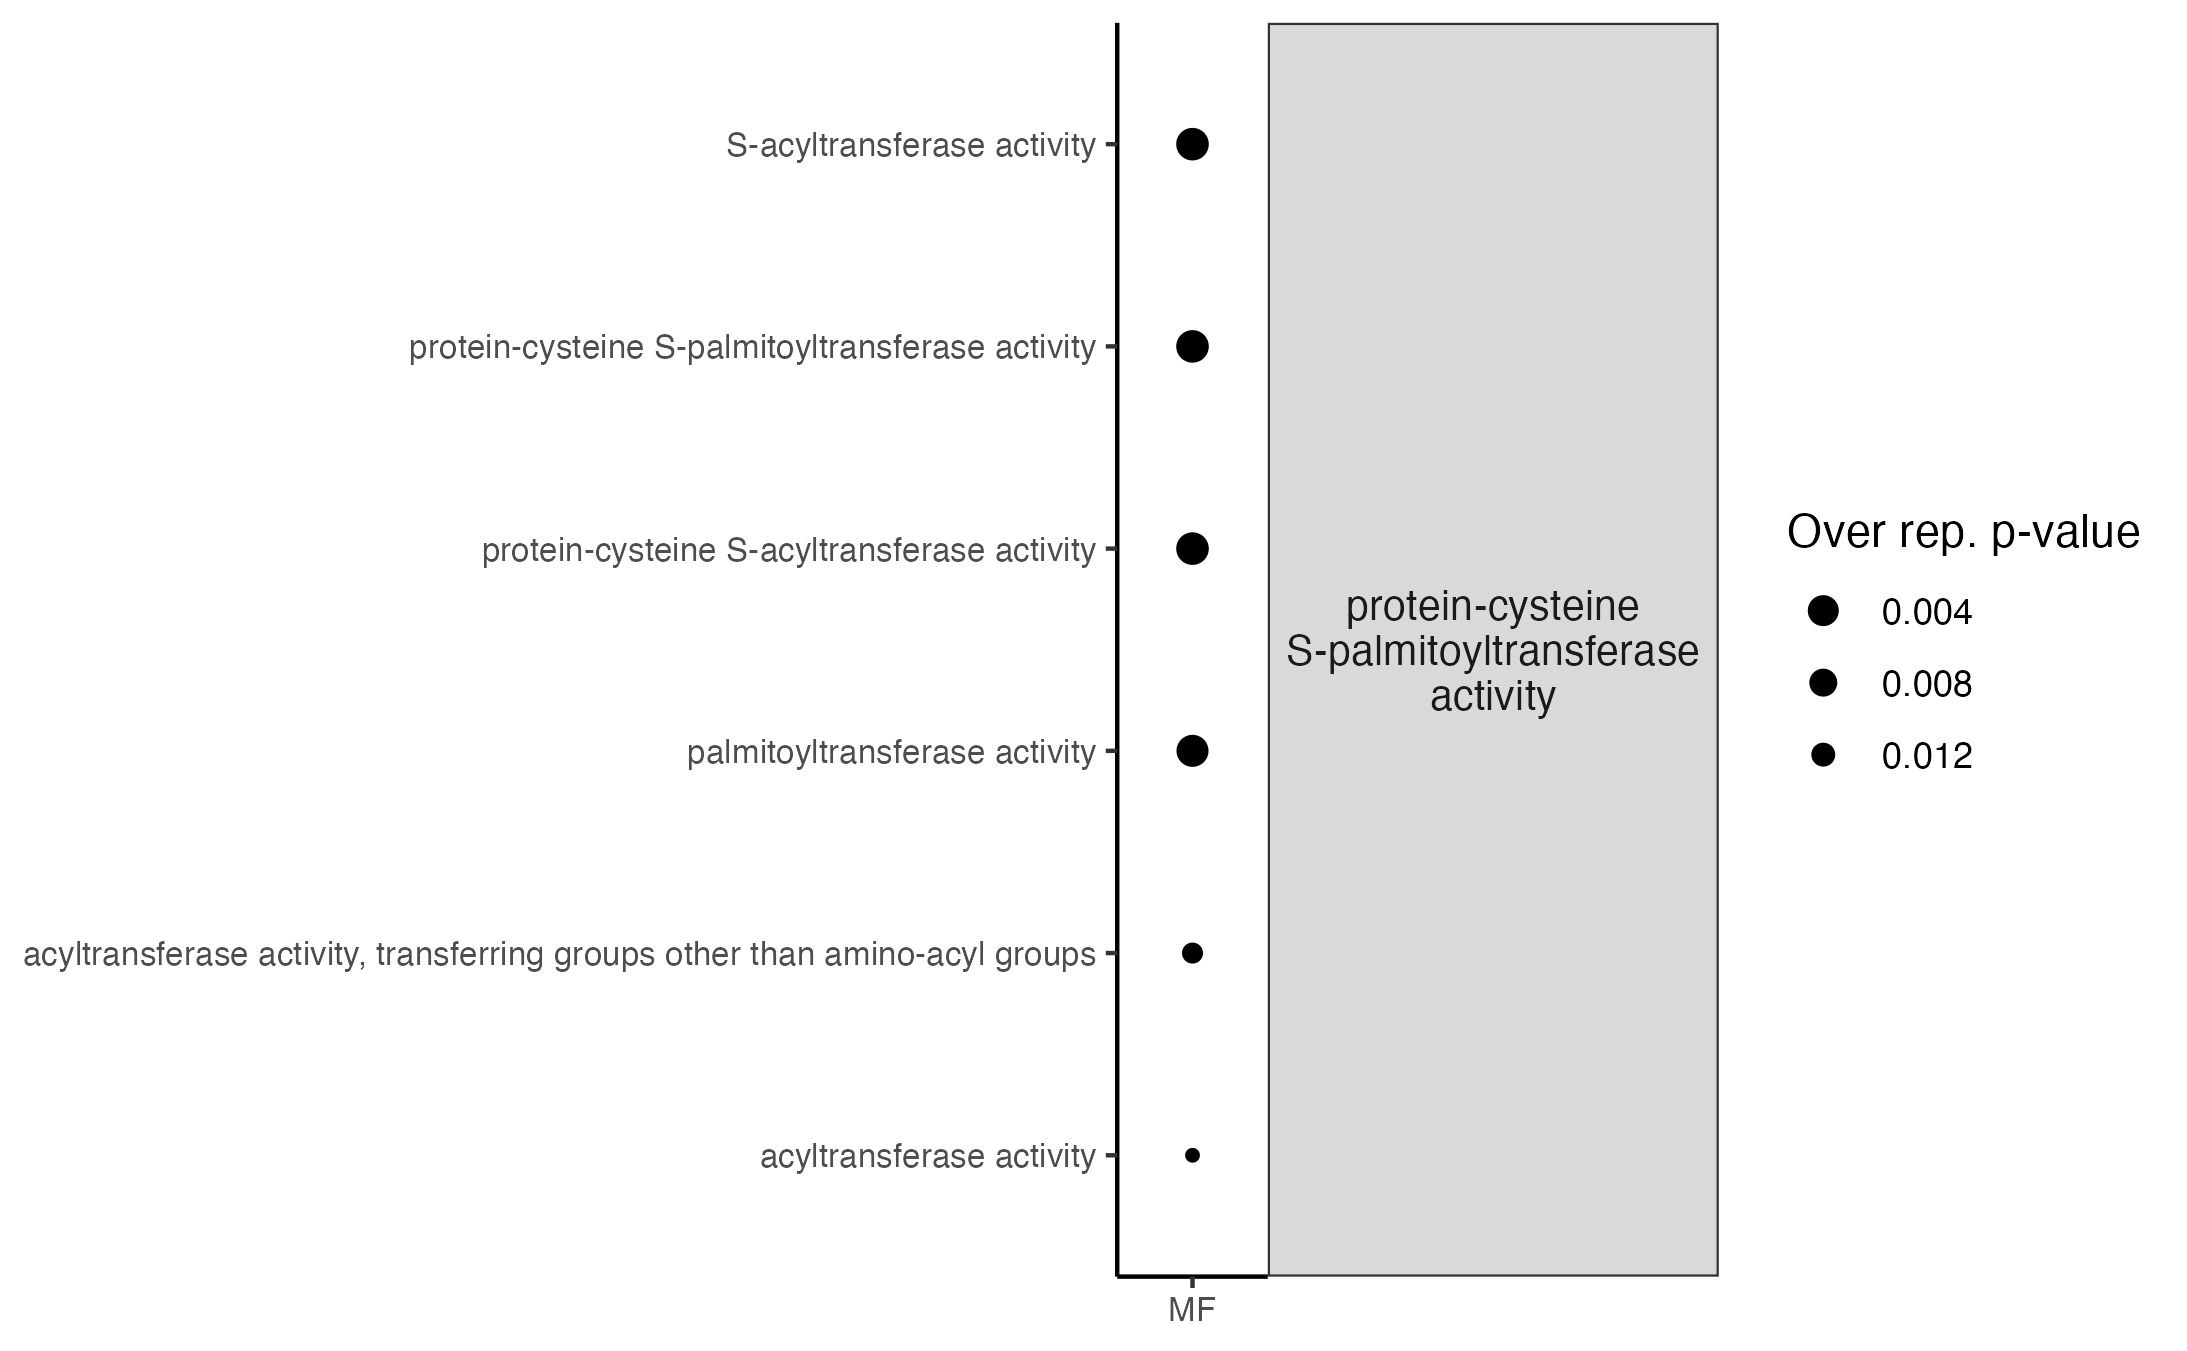 S-acyltransferase activity
protein-cysteine S-palmitoyltransferase activity
protein-cysteine S-acyltransferase activity
palmitoyltransferase activity
acyltransferase activity, transferring groups other than amino-acyl groups
acyltransferase activity
MF
protein-cysteine
S-palmitoyltransferase
activity
Over rep. p-value
0.004
0.008
0.012